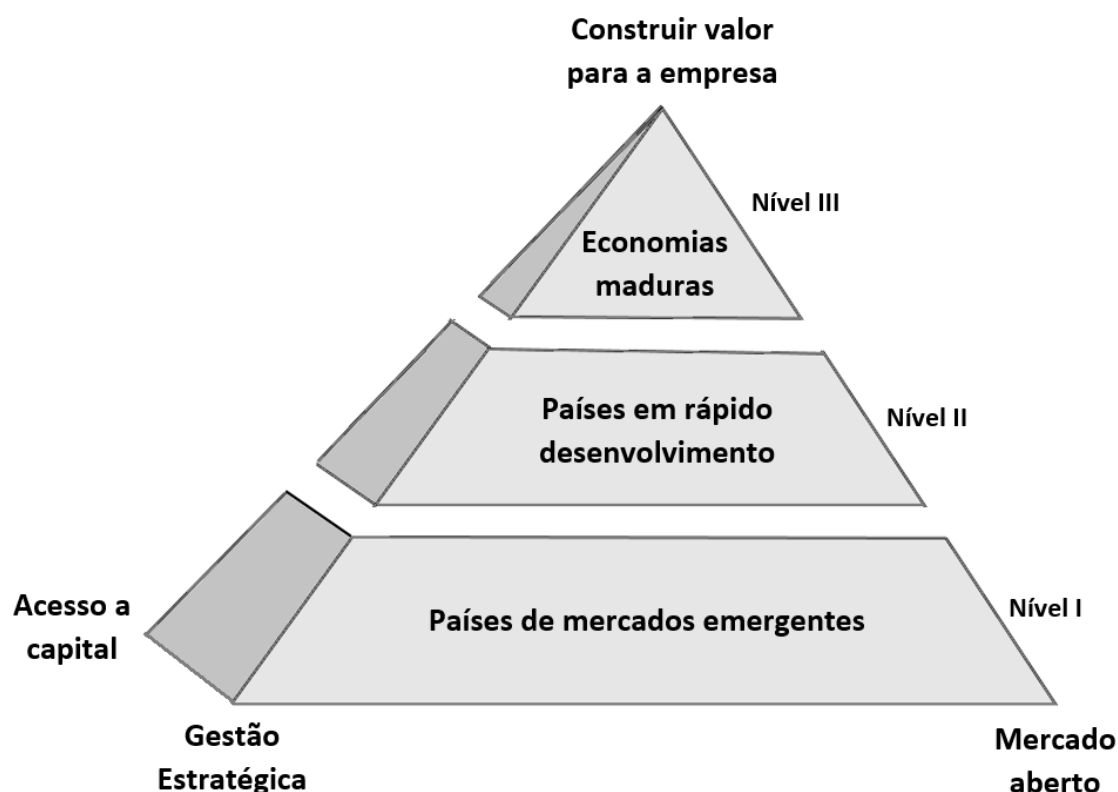 Construir valor
para a empresa
Nível III
Economias
maduras
Países em rápido
desenvolvimento
Nível II
Acesso a
capital
Países de mercados emergentes
Nível I
Gestão
Estratégica
Mercado
aberto